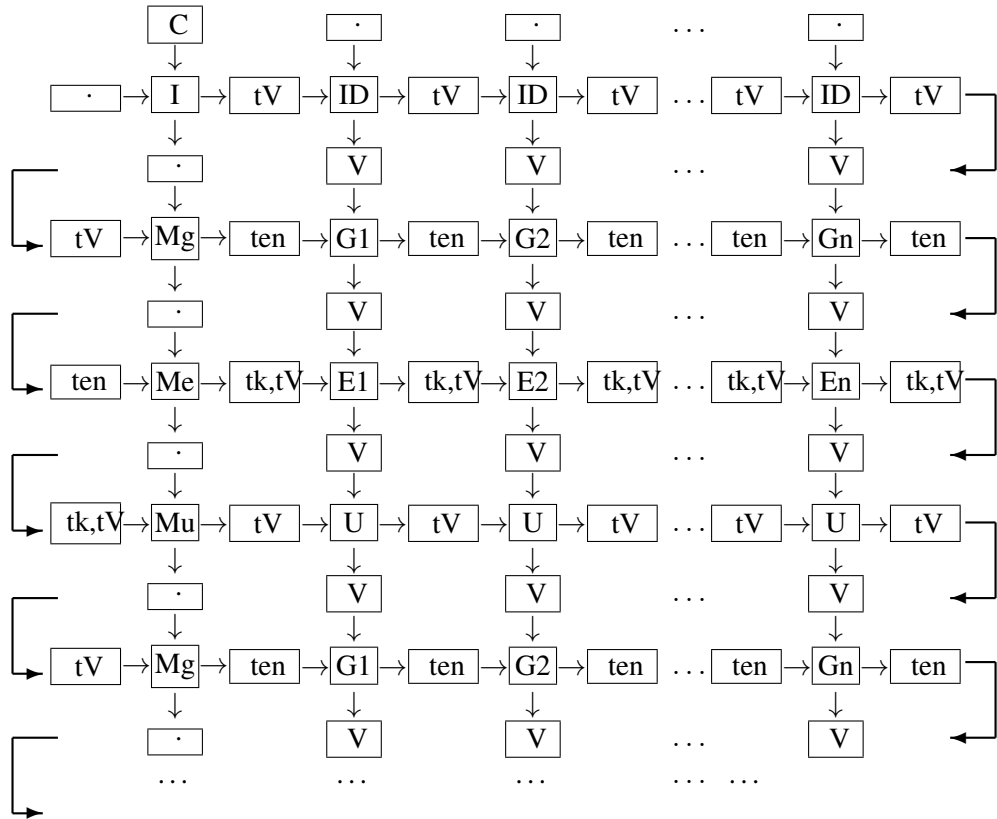 C · · … ·
· I tV ID tV ID tV … tV ID tV
· V V … V
tV Mg ten G1 ten G2 ten … ten Gn ten
· V V … V
ten Me tk,tV E1 tk,tV E2 tk,tV … tk,tV En tk,tV
· V V … V
tk,tV Mu tV U tV U tV … tV U tV
· V V … V
tV Mg ten G1 ten G2 ten … ten Gn ten
· V V … V
… … … … …